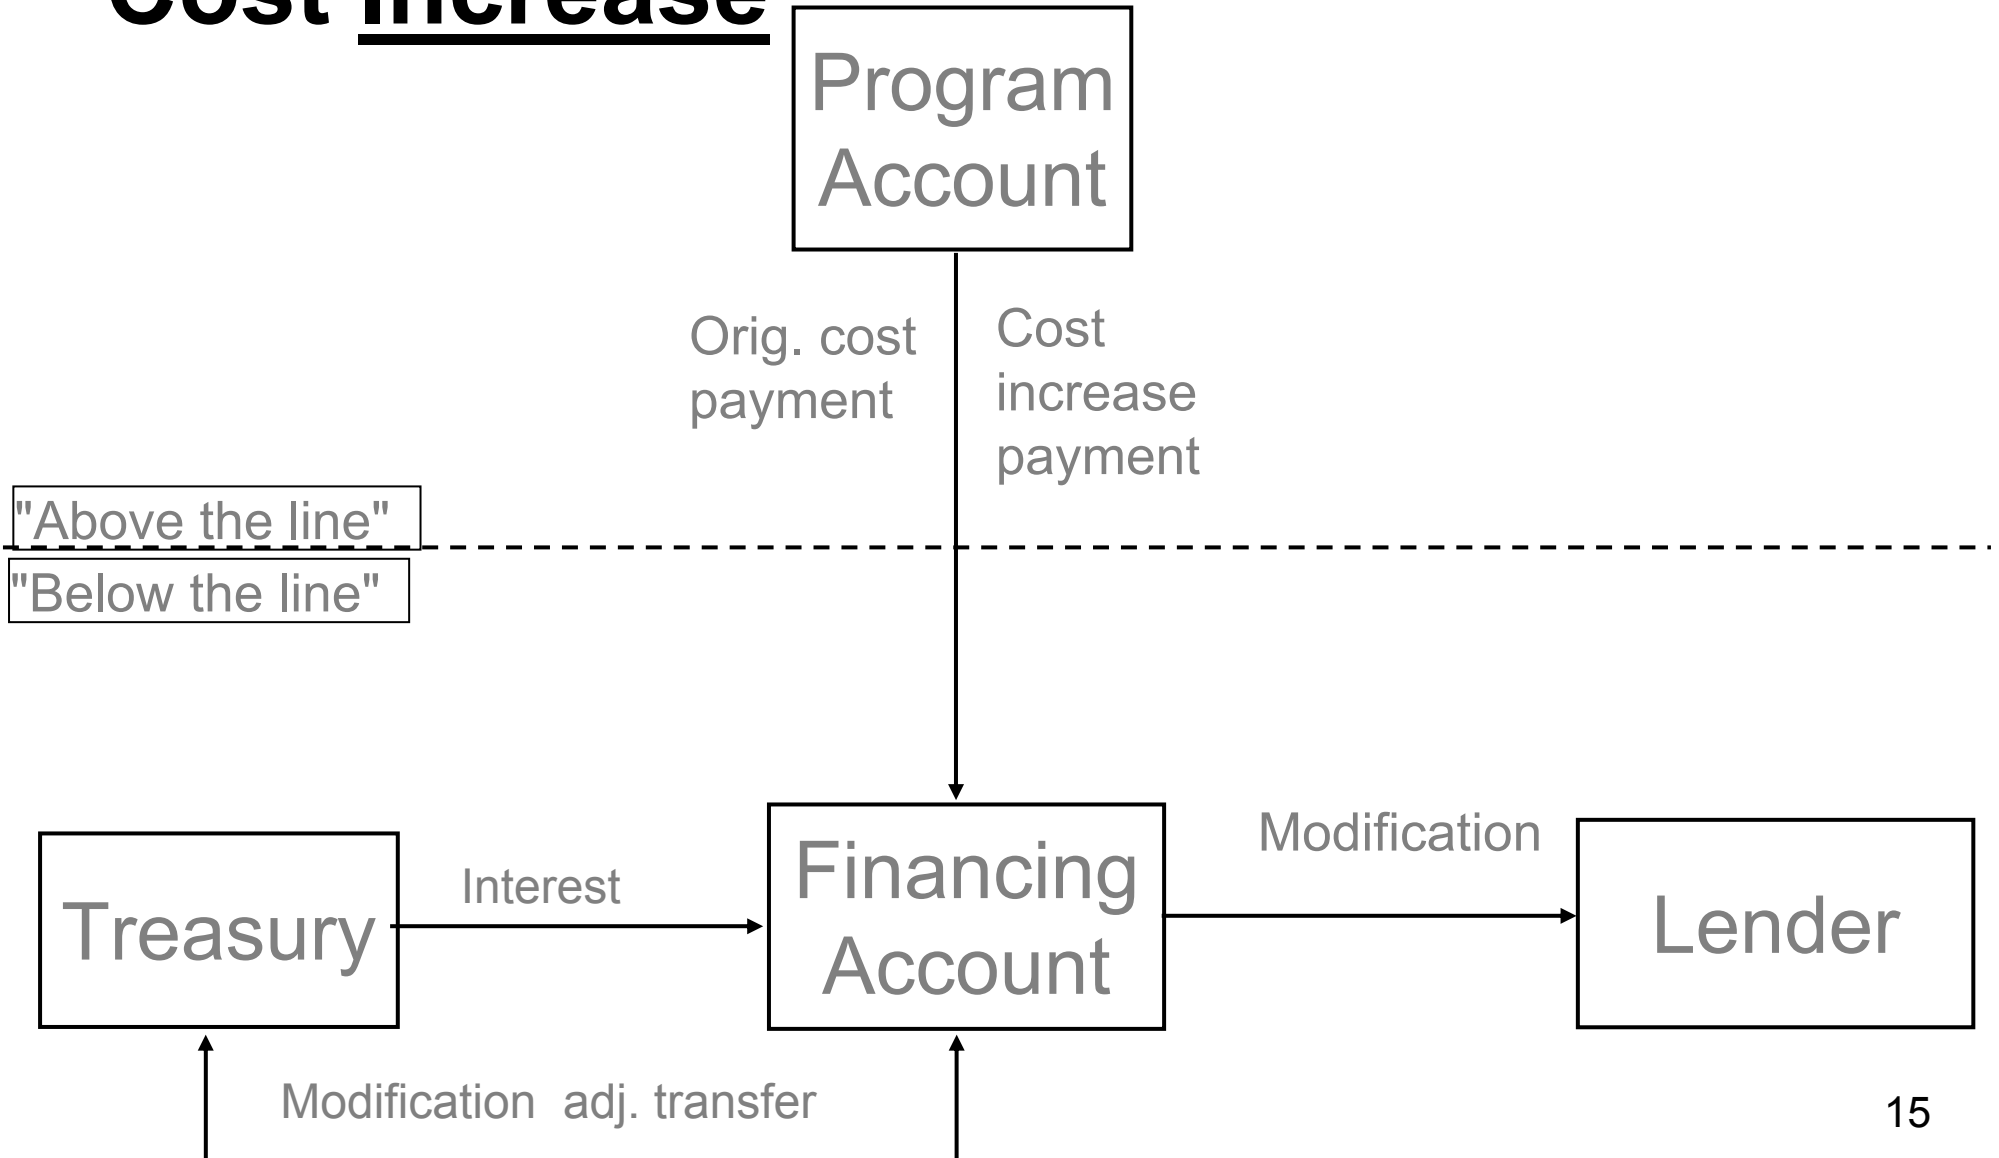 Cost increase
Program
Account
Orig. cost
payment
Cost
increase
payment
"Above the line"
"Below the line"
Treasury
Interest
Financing
Account
Modification
Lender
Modification adj. transfer
15